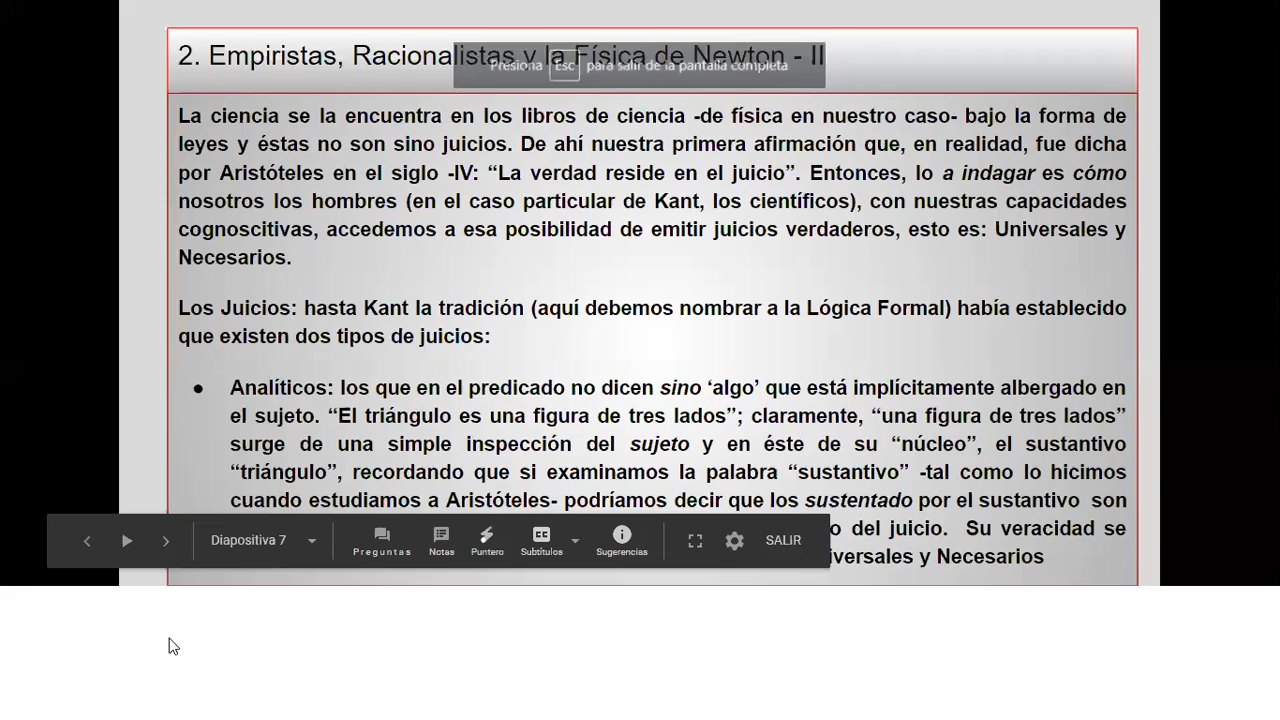 2. Empiristas, Racionalistas y la Física de Newton - II
Presiona Esc para salir de la pantalla completa
La ciencia se la encuentra en los libros de ciencia -de física en nuestro caso- bajo la forma de
leyes y éstas no son sino juicios. De ahí nuestra primera afirmación que, en realidad, fue dicha
por Aristóteles en el siglo -IV: “La verdad reside en el juicio”. Entonces, lo a indagar es cómo
nosotros los hombres (en el caso particular de Kant, los científicos), con nuestras capacidades
cognoscitivas, accedemos a esa posibilidad de emitir juicios verdaderos, esto es: Universales y
Necesarios.
Los Juicios: hasta Kant la tradición (aquí debemos nombrar a la Lógica Formal) había establecido
que existen dos tipos de juicios:
● Analíticos: los que en el predicado no dicen sino ‘algo’ que está implícitamente albergado en
el sujeto. “El triángulo es una figura de tres lados”; claramente, “una figura de tres lados”
surge de una simple inspección del sujeto y en éste de su “núcleo”, el sustantivo
“triángulo”, recordando que si examinamos la palabra “sustantivo” -tal como lo hicimos
cuando estudiamos a Aristóteles- podríamos decir que los sustentado por el sustantivo son
del juicio. Su veracidad se
y Necesarios
Diapositiva 7
Preguntas
Notas
Puntero
CC
Subtítulos
Sugerencias
SALIR